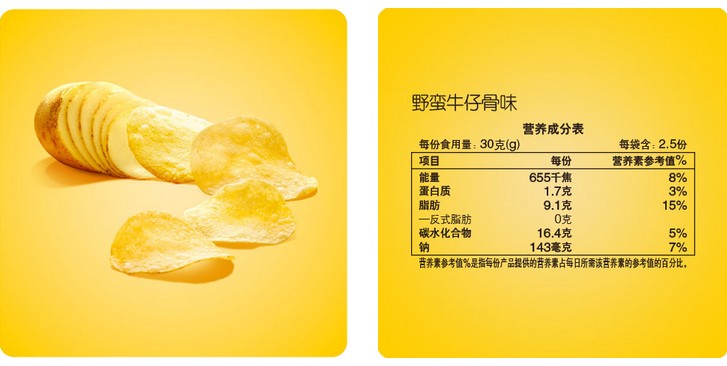 野蛮牛仔骨味
营养成分表
每份食用量：30克(g) 每袋含：2.5份
项目 每份 营养素参考值%
能量 655千焦 8%
蛋白质 1.7克 3%
脂肪 9.1克 15%
—反式脂肪 0克
碳水化合物 16.4克 5%
钠 143毫克 7%
营养素参考值%是指每份产品提供的营养素占每日所需该营养素的参考值的百分比。